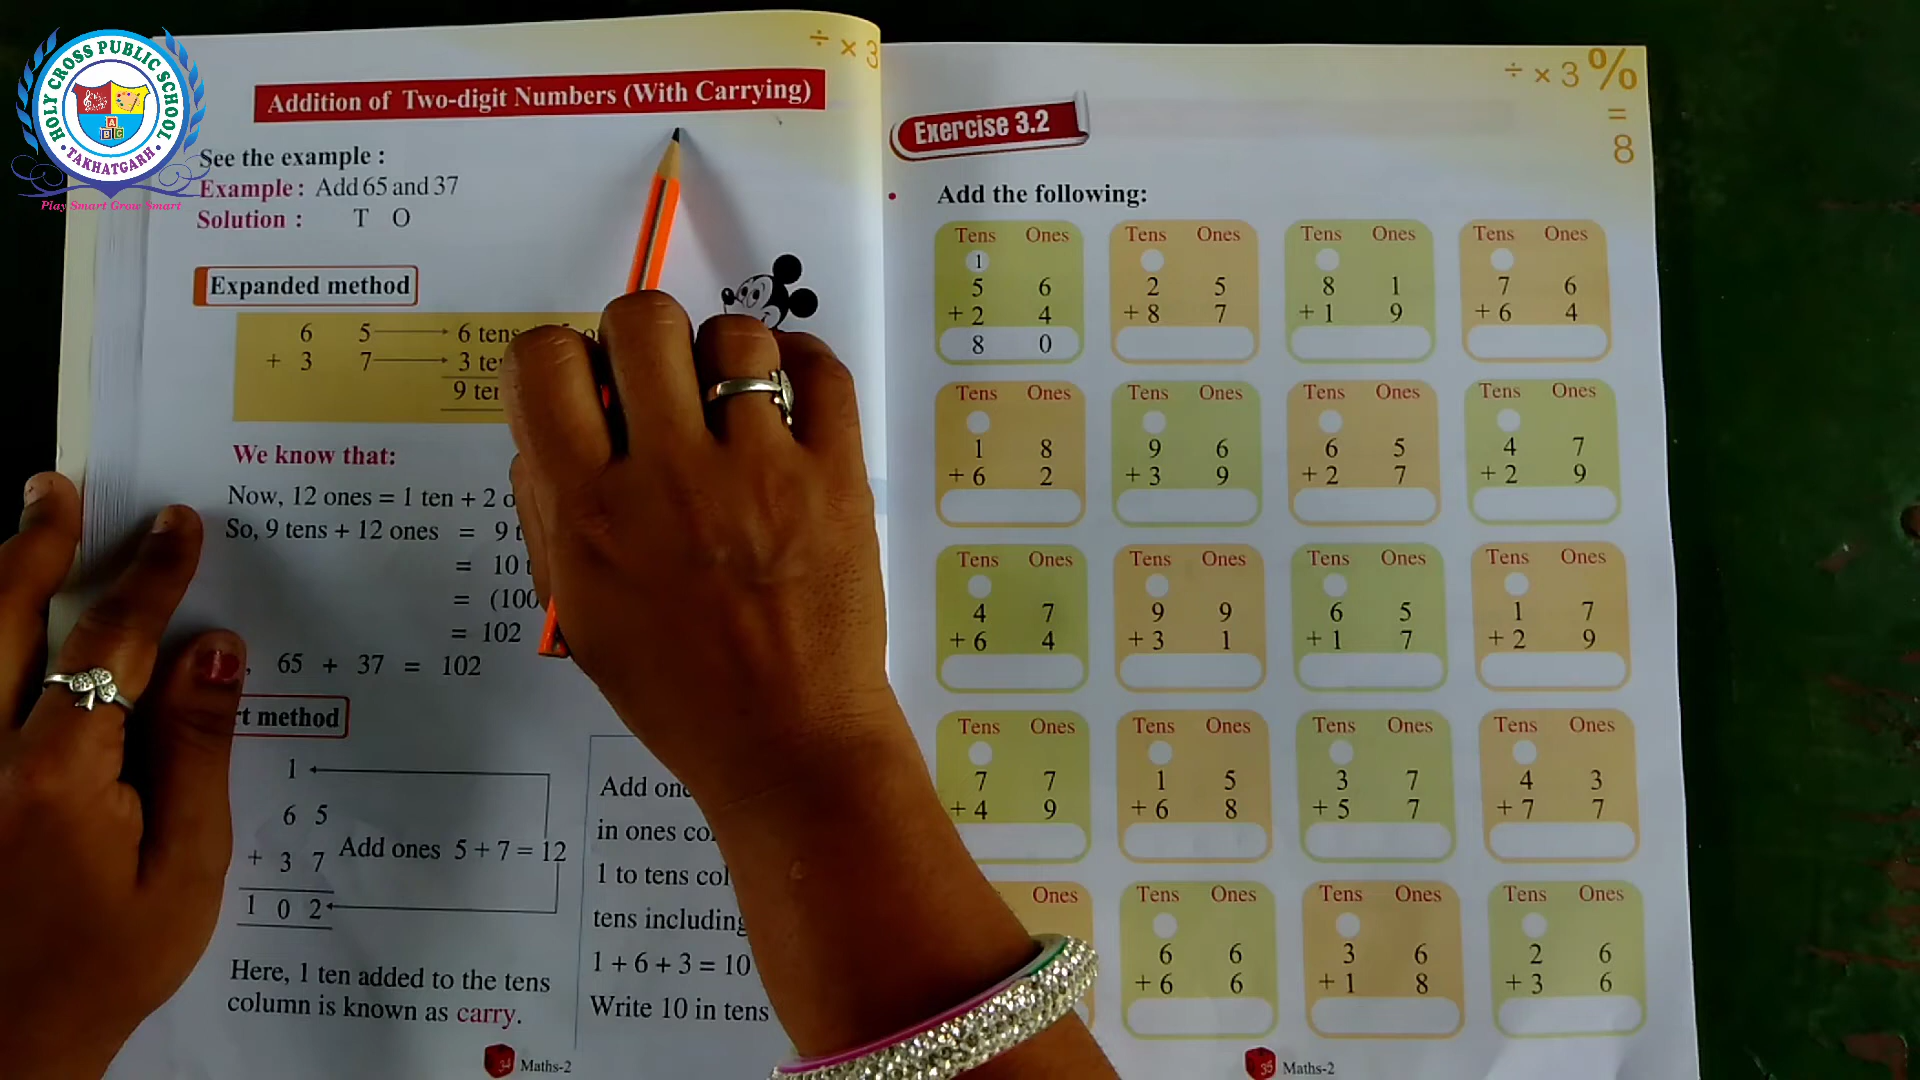 HOLY CROSS PUBLIC SCHOOL
• TAKHATGARH •
A
B C
Play Smart Grow Smart
÷ × 3
Addition of Two-digit Numbers (With Carrying)
See the example :
Example : Add 65 and 37
Solution : T O
Expanded method
6 5 6 tens
+ 3 7 3
9
We know that:
Now, 12 ones = 1 ten + 2
So, 9 tens + 12 ones = 9
= 10
= (100
= 102
65 + 37 = 102
method
1
6 5
+ 3 7 Add ones 5 + 7 = 12
1 0 2
Here, 1 ten added to the tens
column is known as carry.
Add
in ones
1 to tens
tens including
1 + 6 + 3 = 10
Write 10 in tens
34 Maths-2
÷ × 3 %
=
8
Exercise 3.2
• Add the following:
Tens Ones Tens Ones Tens Ones Tens Ones
1
5 6 2 5 8 1 7 6
+ 2 4 + 8 7 + 1 9 + 6 4
8 0
Tens Ones Tens Ones Tens Ones Tens Ones
1 8 9 6 6 5 4 7
+ 6 2 + 3 9 + 2 7 + 2 9
Tens Ones Tens Ones Tens Ones Tens Ones
4 7 9 9 6 5 1 7
+ 6 4 + 3 1 + 1 7 + 2 9
Tens Ones Tens Ones Tens Ones Tens Ones
7 7 1 5 3 7 4 3
+ 4 9 + 6 8 + 5 7 + 7 7
Ones Tens Ones Tens Ones Tens Ones
6 6 3 6 2 6
+ 6 6 + 1 8 + 3 6
35 Maths-2